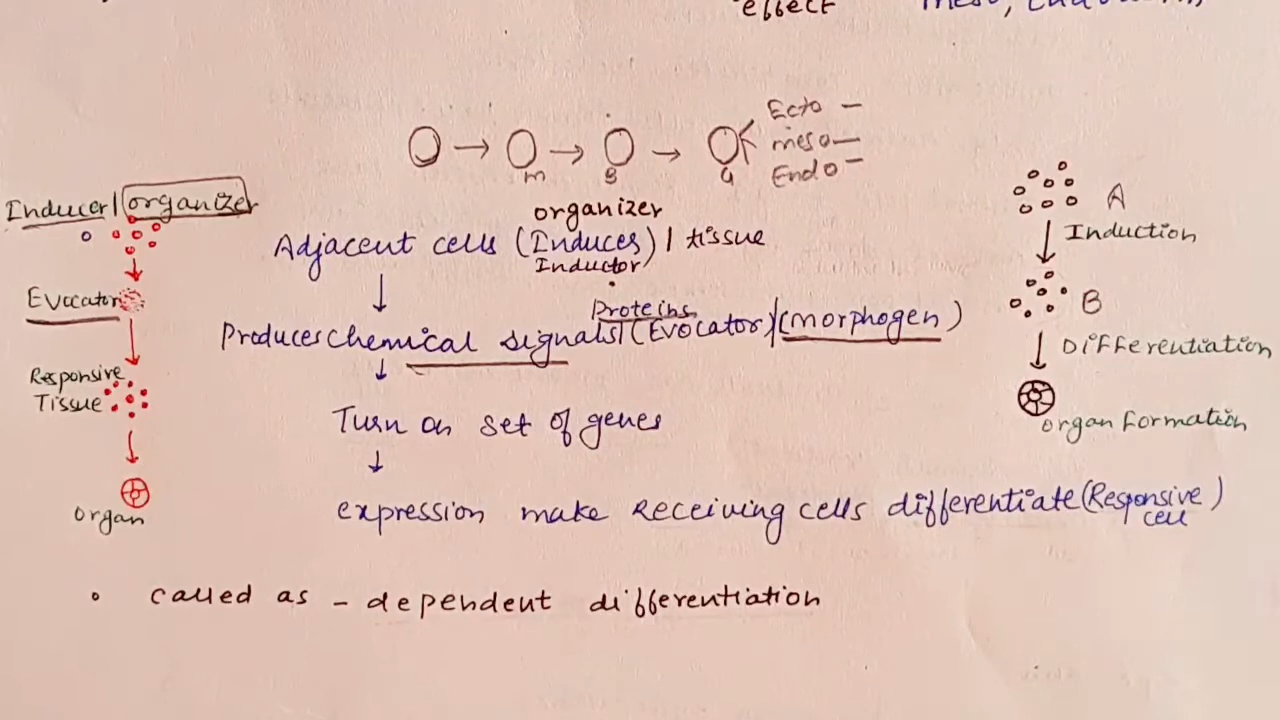 effect
Ecto -
meso-
Endo -
m
B
G
Inducer/organizer
Evocator
Responsive
Tissue
organ
organizer
Adjacent cells (Induces) / tissue
Inductor
Proteins
Produces chemical signals/(Evocator)/(morphogen)
Turn on set of genes
expression make receiving cells differentiate (Responsive)
cell
• called as - dependent differentiation
A
Induction
B
Differentiation
organ formation